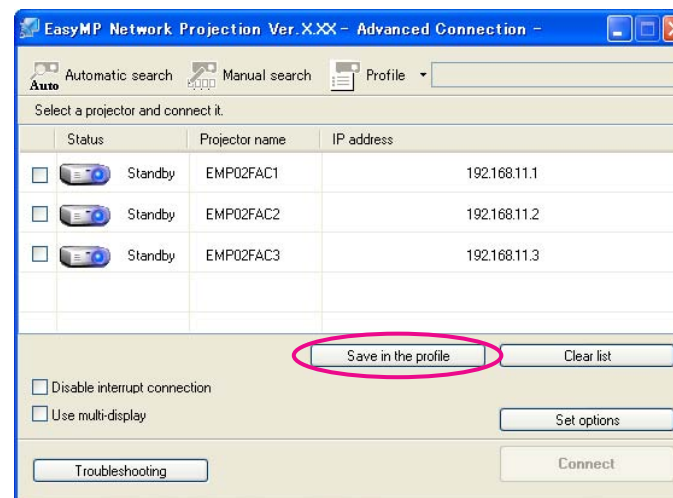 EasyMP Network Projection Ver.X.XX - Advanced Connection -
Auto Automatic search Manual search Profile
Select a projector and connect it.
Status Projector name IP address
Standby EMP02FAC1 192.168.11.1
Standby EMP02FAC2 192.168.11.2
Standby EMP02FAC3 192.168.11.3
Save in the profile Clear list
Disable interrupt connection
Use multi-display
Set options
Troubleshooting Connect